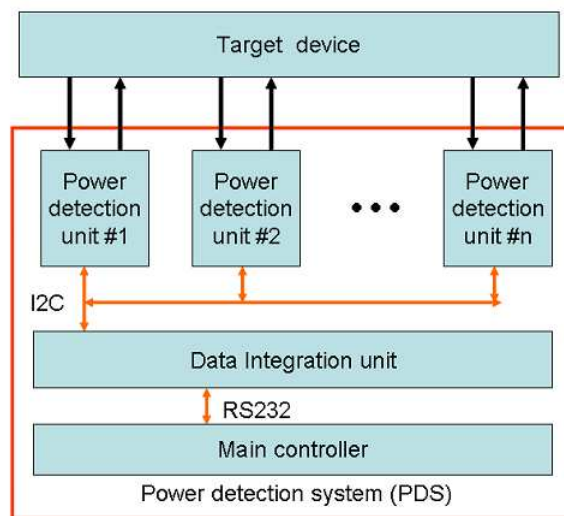 Target device
Power
detection
unit #1
Power
detection
unit #2
Power
detection
unit #n
I2C
Data Integration unit
RS232
Main controller
Power detection system (PDS)